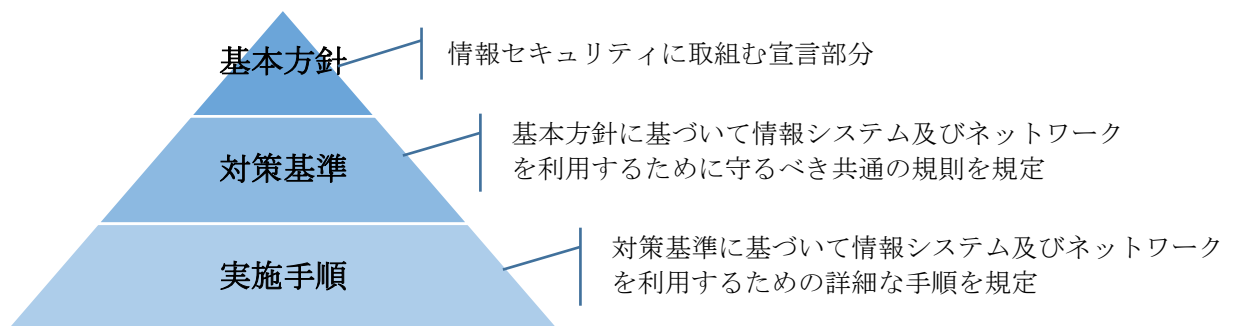 基本方針
情報セキュリティに取組む宣言部分
対策基準
基本方針に基づいて情報システム及びネットワーク
を利用するために守るべき共通の規則を規定
実施手順
対策基準に基づいて情報システム及びネットワーク
を利用するための詳細な手順を規定